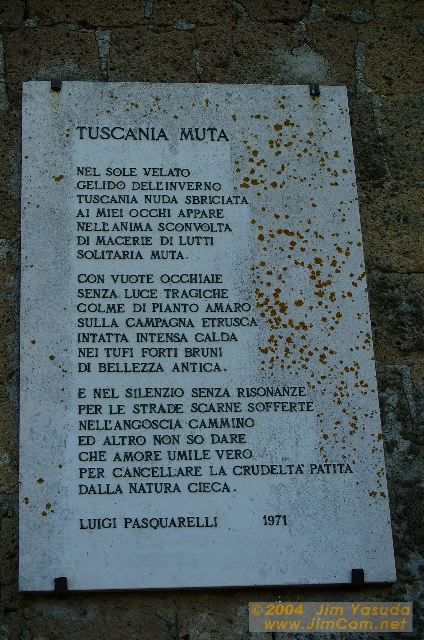 TUSCANIA MUTA
NEL SOLE VELATO
GELIDO DELL'INVERNO
TUSCANIA NUDA SBRICIATA
AI MIEI OCCHI APPARE
NELL'ANIMA SCONVOLTA
DI MACERIE DI LUTTI
SOLITARIA MUTA.
CON VUOTE OCCHIAIE
SENZA LUCE TRAGICHE
COLME DI PIANTO AMARO
SULLA CAMPAGNA ETRUSCA
INTATTA INTENSA CALDA
NEI TUFI FORTI BRUNI
DI BELLEZZA ANTICA.
E NEL SILENZIO SENZA RISONANZE
PER LE STRADE SCARNE SOFFERTE
NELL'ANGOSCIA CAMMINO
ED ALTRO NON SO DARE
CHE AMORE UMILE VERO
PER CANCELLARE LA CRUDELTA' PATITA
DALLA NATURA CIECA.
LUIGI PASQUARELLI 1971
©2004 Jim Yasuda
www.JimCom.net